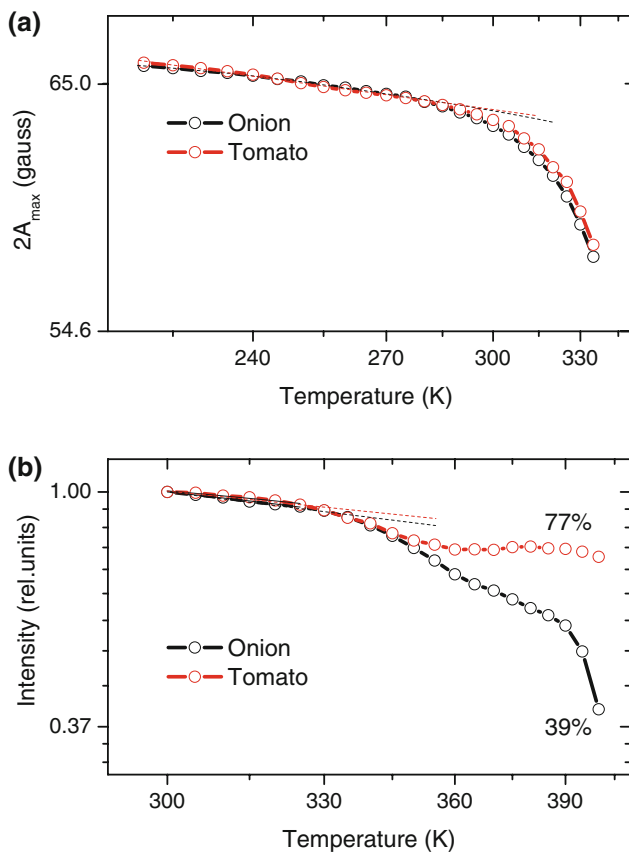 (a)
65.0
54.6
2Amax (gauss)
Onion
Tomato
240
270
300
330
Temperature (K)
(b)
1.00
0.37
Intensity (rel.units)
77%
Onion
Tomato
39%
300
330
360
390
Temperature (K)